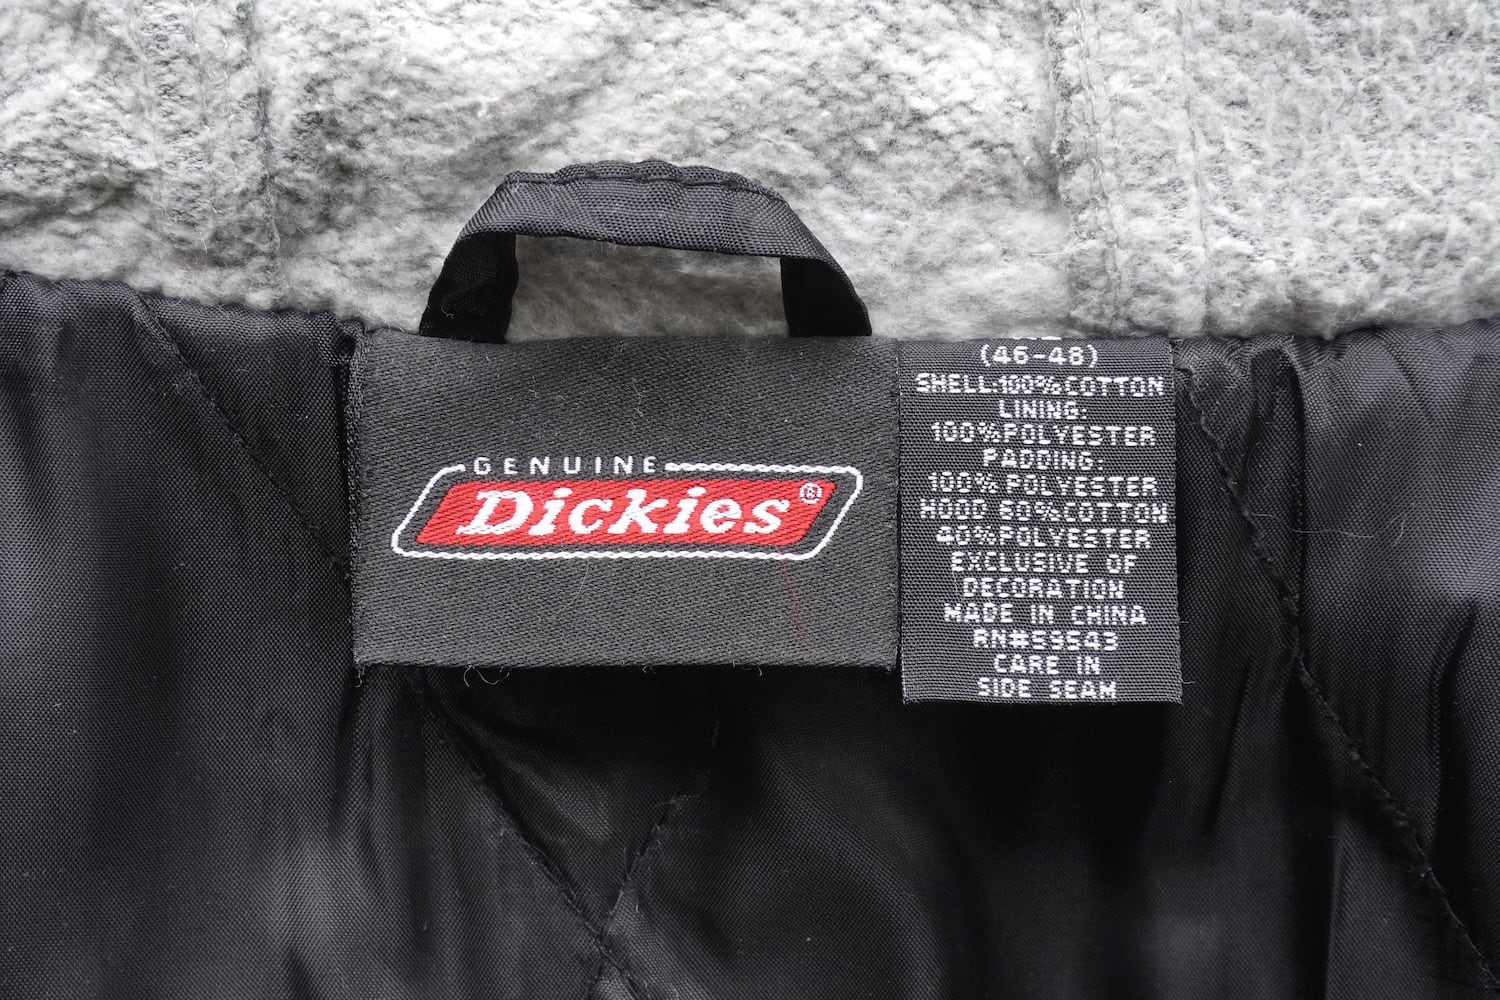 GENUINE
Dickies®
(46-48)
SHELL:100%COTTON
LINING:
100%POLYESTER
PADDING:
100% POLYESTER
HOOD 60%COTTON
40%POLYESTER
EXCLUSIVE OF
DECORATION
MADE IN CHINA
RN#59543
CARE IN
SIDE SEAM